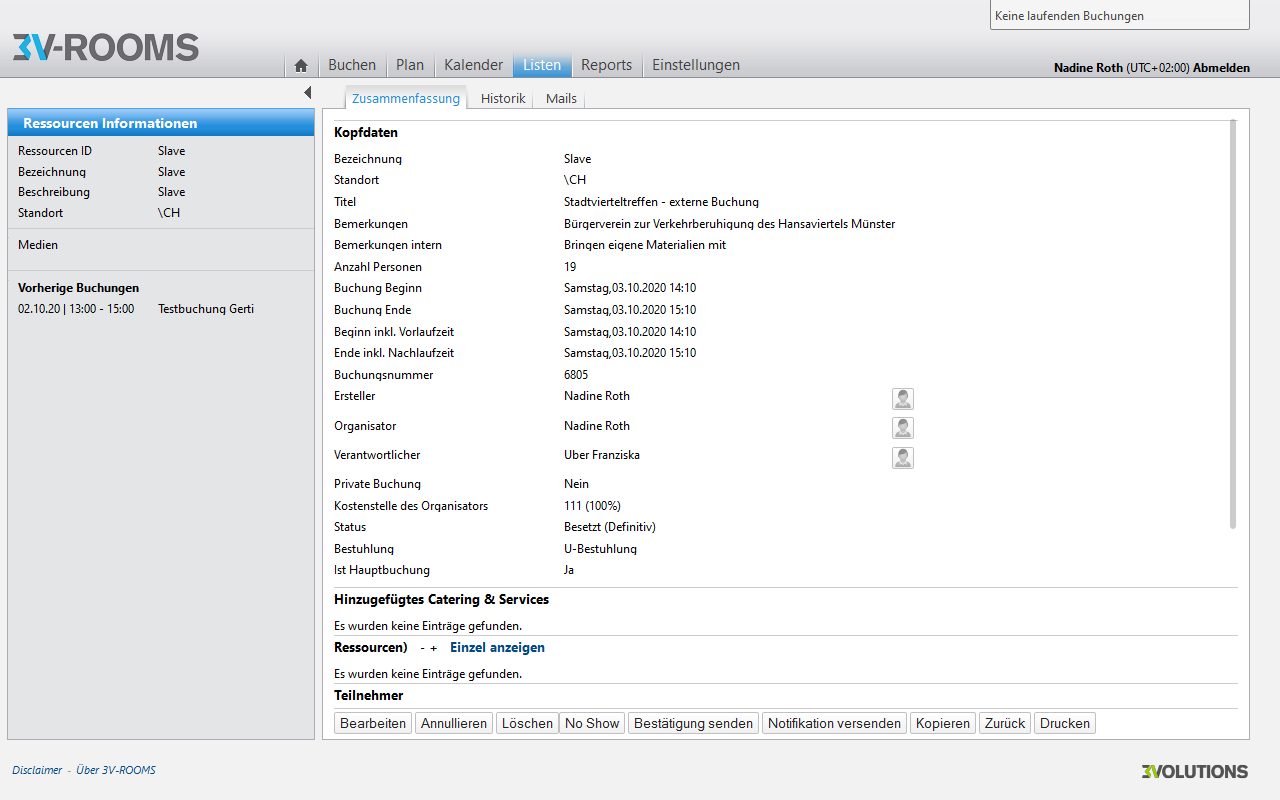 Keine laufenden Buchungen
3V-ROOMS
Buchen Plan Kalender Listen Reports Einstellungen
Nadine Roth (UTC+02:00) Abmelden
Zusammenfassung Historik Mails
Ressourcen Informationen
Ressourcen ID Slave
Bezeichnung Slave
Beschreibung Slave
Standort \CH
Medien
Vorherige Buchungen
02.10.20 | 13:00 - 15:00 Testbuchung Gerti
Kopfdaten
Bezeichnung Slave
Standort \CH
Titel Stadtvierteltreffen - externe Buchung
Bemerkungen Bürgerverein zur Verkehrberuhigung des Hansaviertels Münster
Bemerkungen intern Bringen eigene Materialien mit
Anzahl Personen 19
Buchung Beginn Samstag,03.10.2020 14:10
Buchung Ende Samstag,03.10.2020 15:10
Beginn inkl. Vorlaufzeit Samstag,03.10.2020 14:10
Ende inkl. Nachlaufzeit Samstag,03.10.2020 15:10
Buchungsnummer 6805
Ersteller Nadine Roth
Organisator Nadine Roth
Verantwortlicher Uber Franziska
Private Buchung Nein
Kostenstelle des Organisators 111 (100%)
Status Besetzt (Definitiv)
Bestuhlung U-Bestuhlung
Ist Hauptbuchung Ja
Hinzugefügtes Catering & Services
Es wurden keine Einträge gefunden.
Ressourcen) - + Einzel anzeigen
Es wurden keine Einträge gefunden.
Teilnehmer
Bearbeiten Annullieren Löschen No Show Bestätigung senden Notifikation versenden Kopieren Zurück Drucken
Disclaimer - Über 3V-ROOMS
3VOLUTIONS